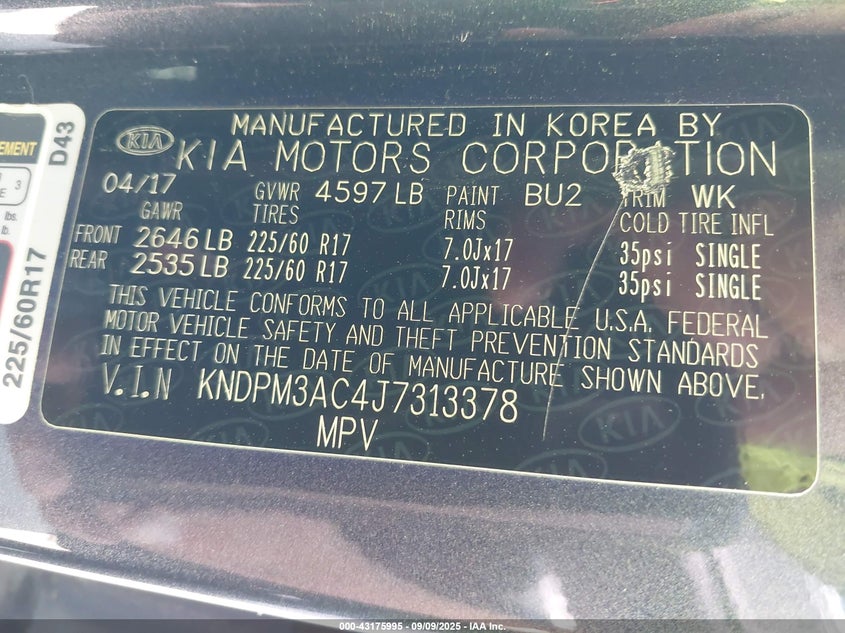 KIA
MANUFACTURED IN KOREA BY
KIA MOTORS CORPORATION
04/17 GVWR 4597 LB PAINT BU2 TRIM WK
GAWR TIRES RIMS COLD TIRE INFL
FRONT 2646 LB 225/60 R17 7.0Jx17 35psi SINGLE
REAR 2535 LB 225/60 R17 7.0Jx17 35psi SINGLE
THIS VEHICLE CONFORMS TO ALL APPLICABLE U.S.A. FEDERAL
MOTOR VEHICLE SAFETY AND THEFT PREVENTION STANDARDS
IN EFFECT ON THE DATE OF MANUFACTURE SHOWN ABOVE.
V.I.N KNDPM3AC4J7313378
MPV
D43
225/60R17
3
lbs.
lb.
000-43175995 - 09/09/2025 - IAA Inc.